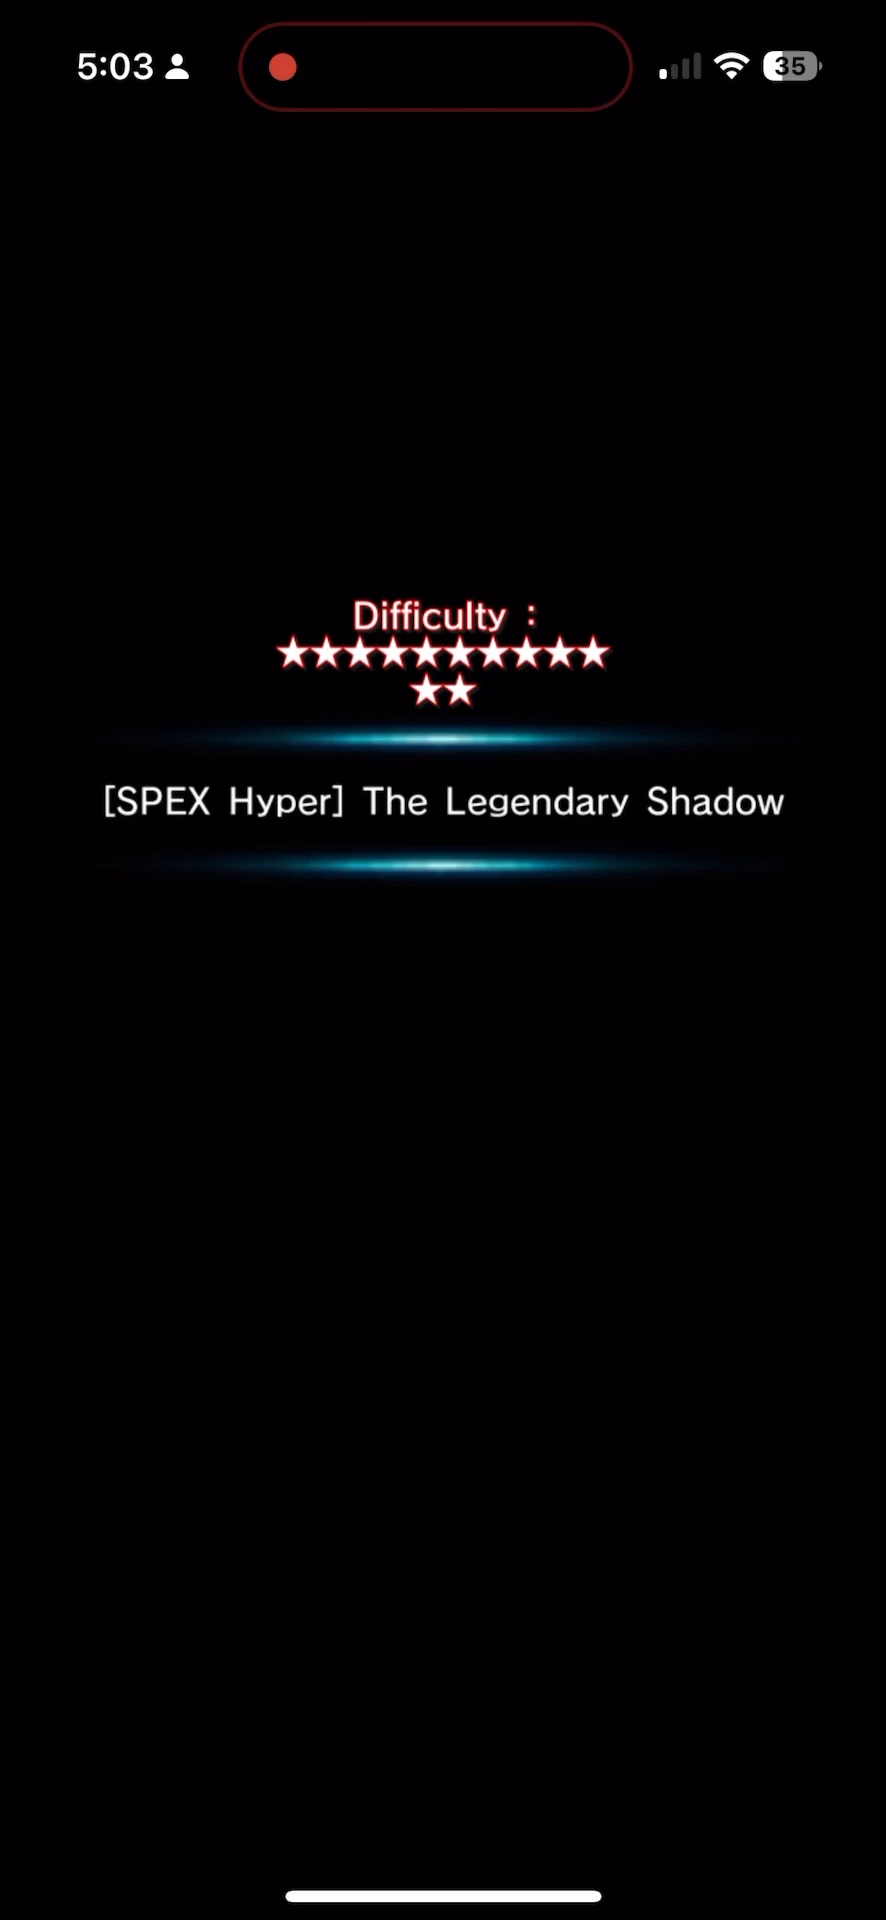 5:03
35
Difficulty :
★★★★★★★★★★
★★
[SPEX Hyper] The Legendary Shadow